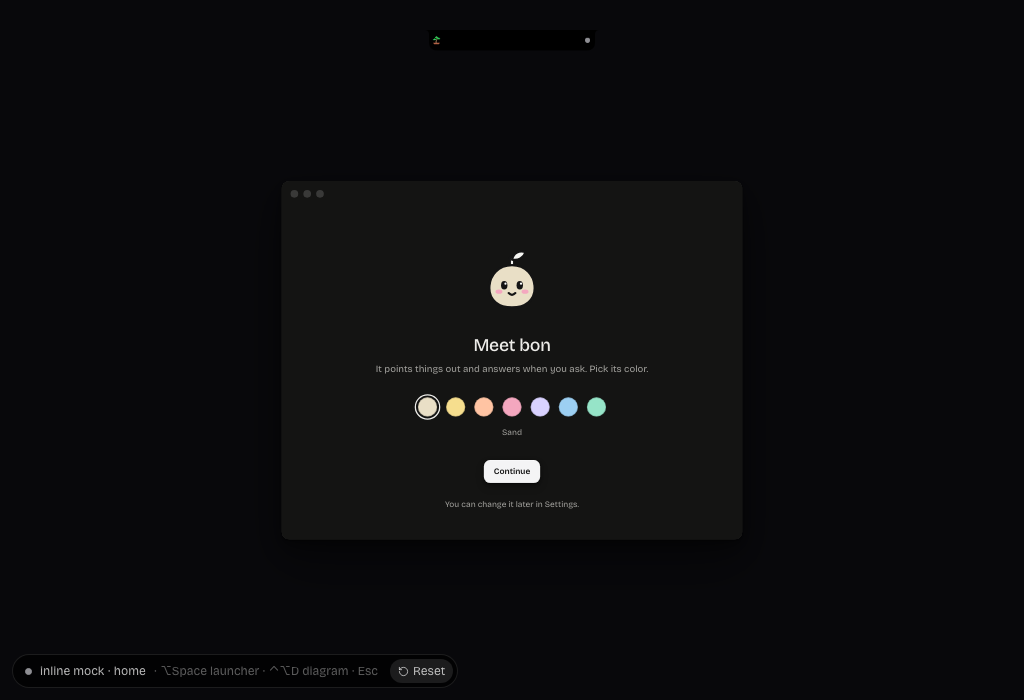 Meet bon
It points things out and answers when you ask. Pick its color.
Sand
Continue
You can change it later in Settings.
inline mock · home · ⌥Space launcher · ^⌥D diagram · Esc Reset